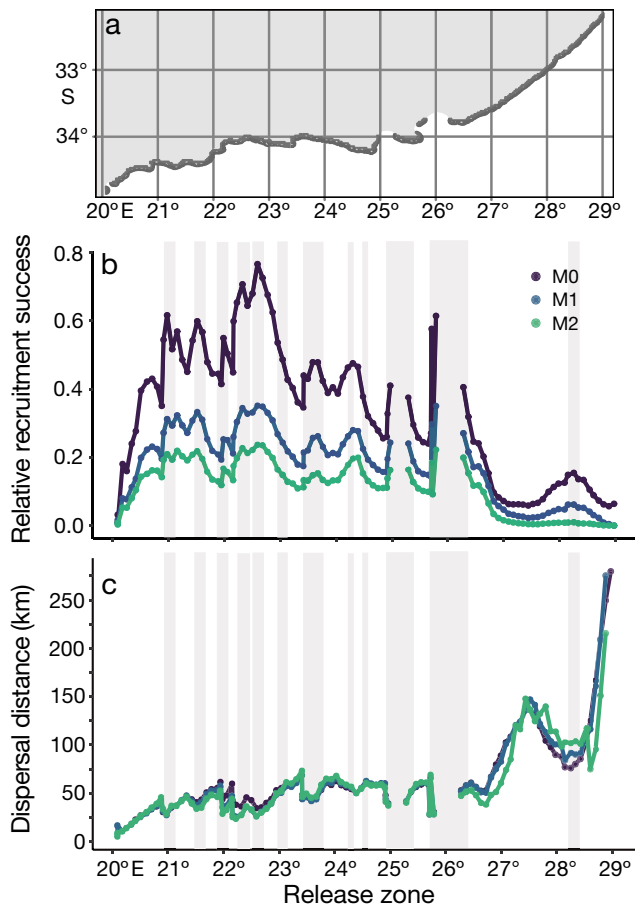 a
33°
S
34°
20° E 21° 22° 23° 24° 25° 26° 27° 28° 29°
b
Relative recruitment success
0.8
0.6
0.4
0.2
0.0
M0
M1
M2
c
Dispersal distance (km)
250
200
150
100
50
0
20° E 21° 22° 23° 24° 25° 26° 27° 28° 29°
Release zone